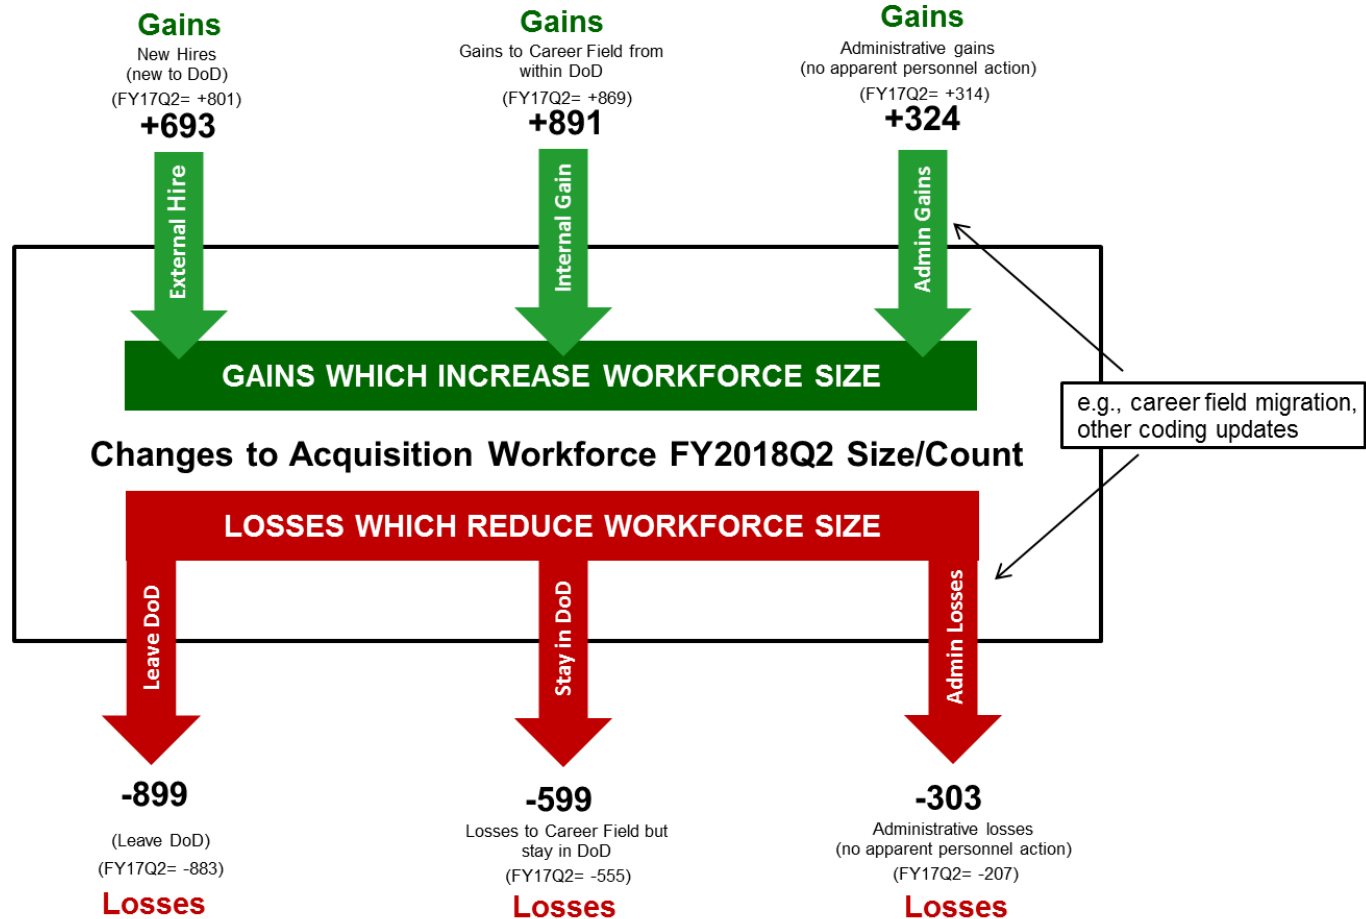 Gains
New Hires
(new to DoD)
(FY17Q2= +801)
+693
External Hire
Gains
Gains to Career Field from
within DoD
(FY17Q2= +869)
+891
Internal Gain
Gains
Administrative gains
(no apparent personnel action)
(FY17Q2= +314)
+324
Admin Gains
GAINS WHICH INCREASE WORKFORCE SIZE
e.g., career field migration,
other coding updates
Changes to Acquisition Workforce FY2018Q2 Size/Count
LOSSES WHICH REDUCE WORKFORCE SIZE
Leave DoD
-899
(Leave DoD)
(FY17Q2= -883)
Losses
Stay in DoD
-599
Losses to Career Field but
stay in DoD
(FY17Q2= -555)
Losses
Admin Losses
-303
Administrative losses
(no apparent personnel action)
(FY17Q2= -207)
Losses